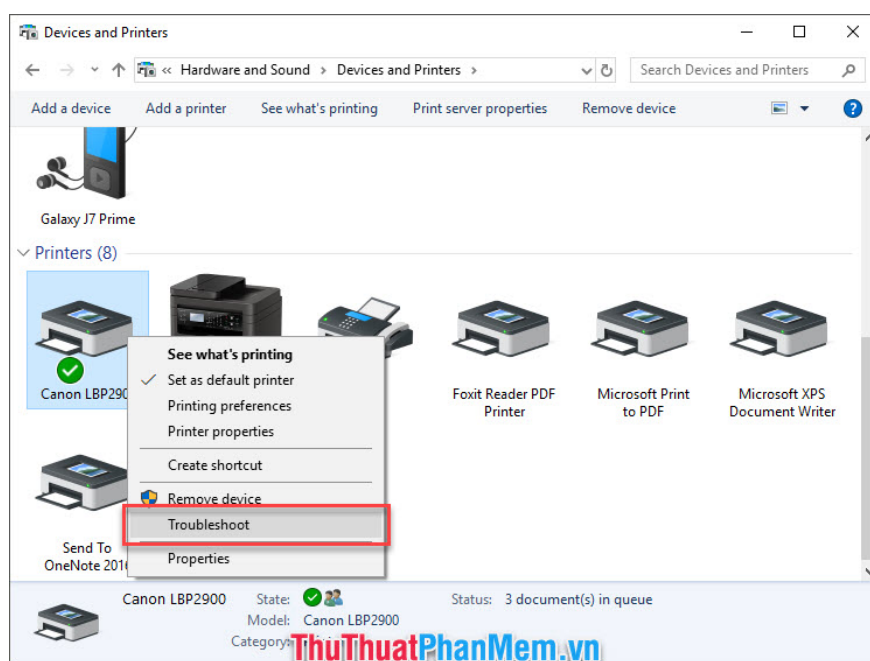 Devices and Printers
« Hardware and Sound > Devices and Printers >
Search Devices and Printers
Add a device
Add a printer
See what's printing
Print server properties
Remove device
Galaxy J7 Prime
Printers (8)
Canon LBP290
Foxit Reader PDF
Printer
Microsoft Print
to PDF
Microsoft XPS
Document Writer
See what's printing
Set as default printer
Printing preferences
Printer properties
Create shortcut
Remove device
Troubleshoot
Properties
Send To
OneNote 201
Canon LBP2900
State:
Status: 3 document(s) in queue
Model: Canon LBP2900
Category:
ThuThuatPhanMem.vn